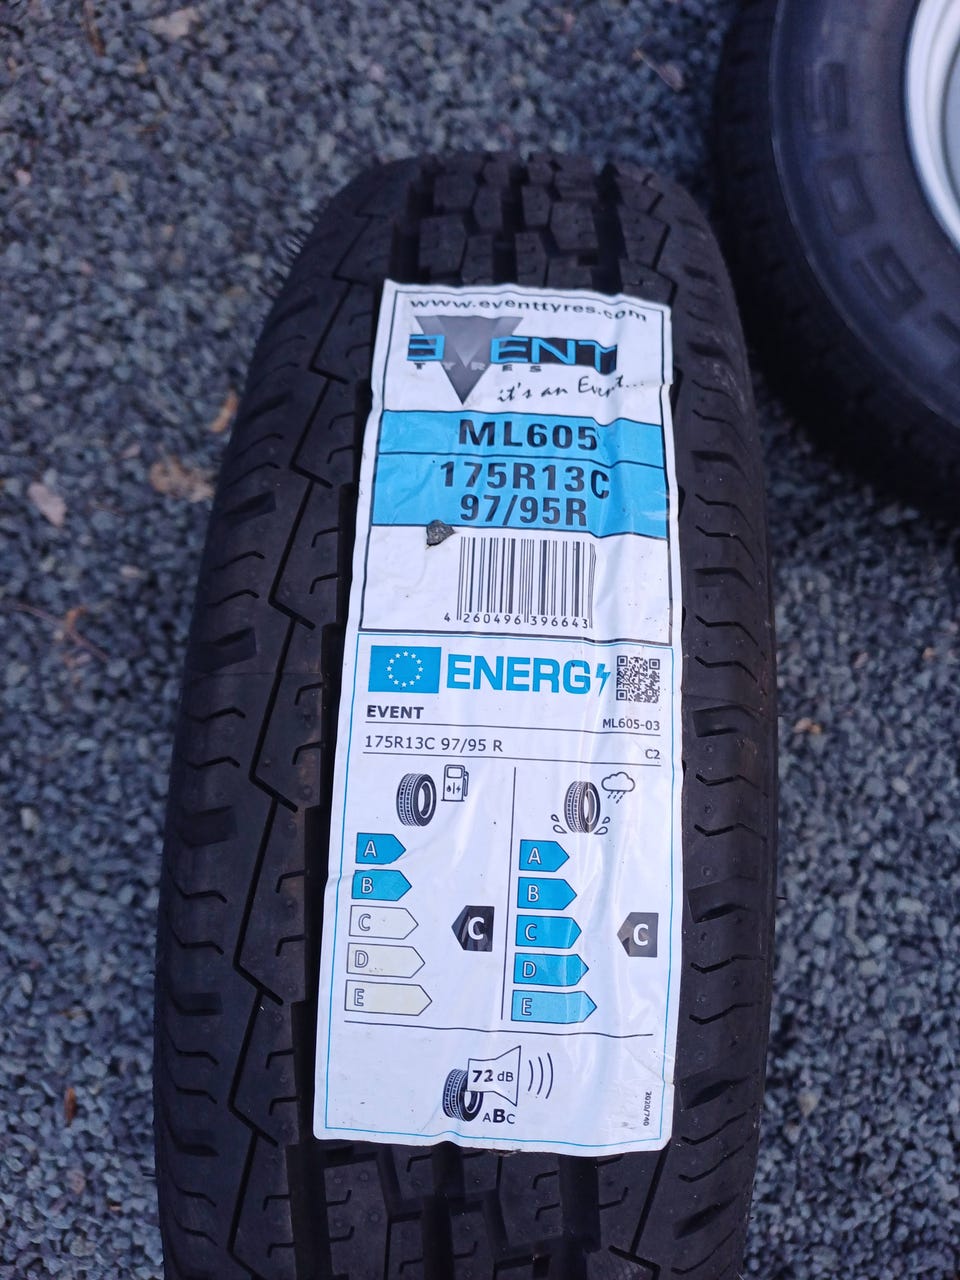 www.eventtyres.com
EVENT
TYRES
it's an Event...
ML605
175R13C
97/95R
4 260496 396643
ENERG
EVENT
ML605-03
175R13C 97/95 R
C2
A
A
B
B
C
C
C
C
D
D
E
E
72 dB
ABC
2020/740
605